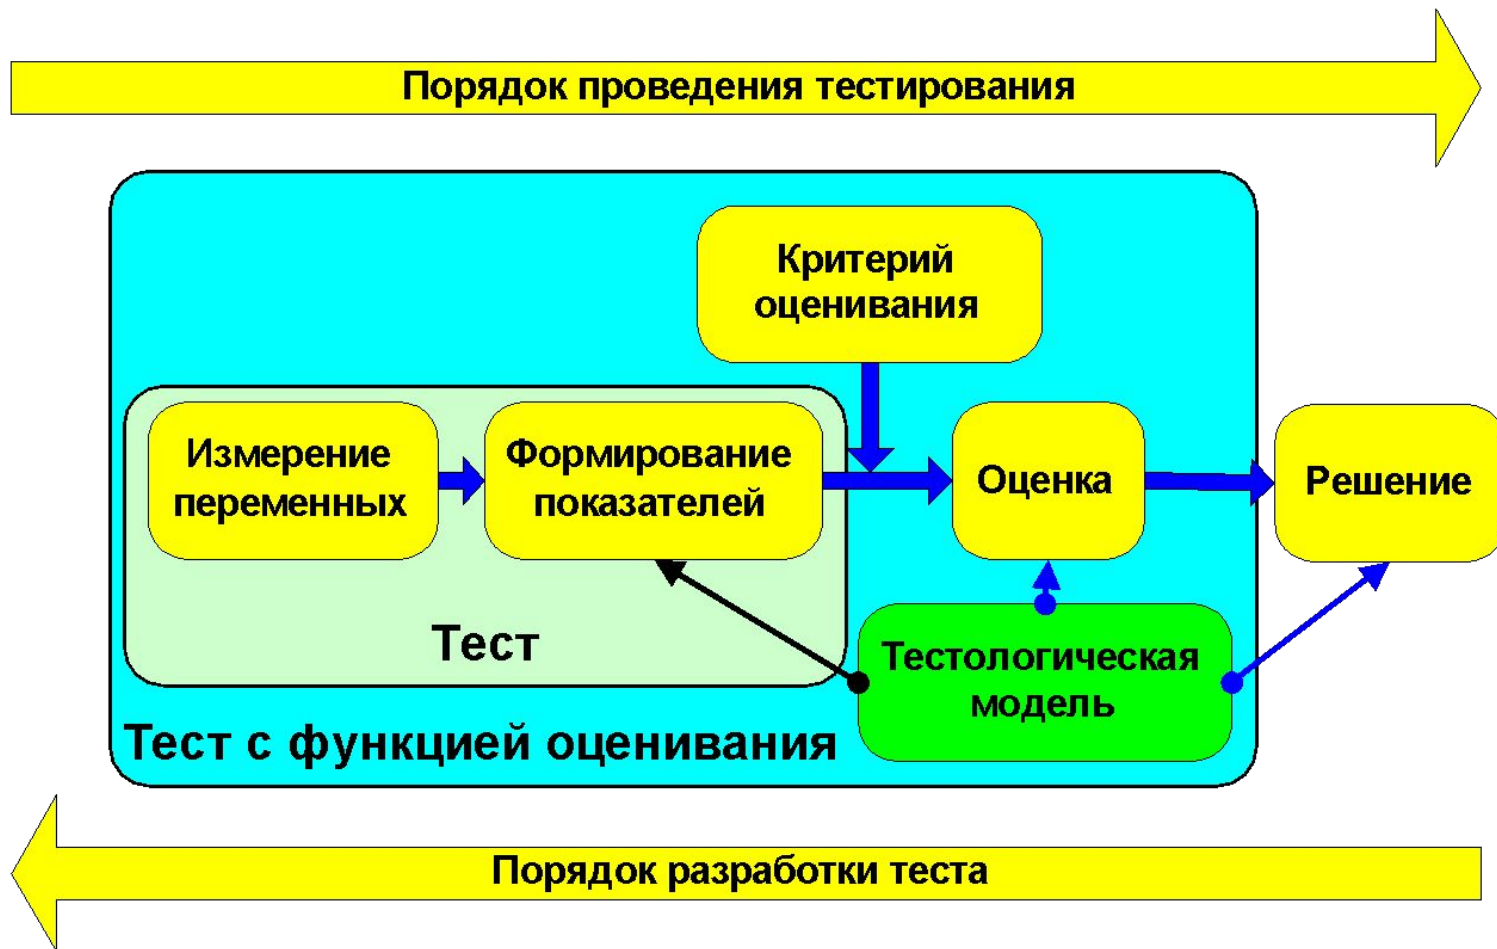 Порядок проведения тестирования
Критерий
оценивания
Измерение
переменных
Формирование
показателей
Оценка
Решение
Тест
Тестологическая
модель
Тест с функцией оценивания
Порядок разработки теста